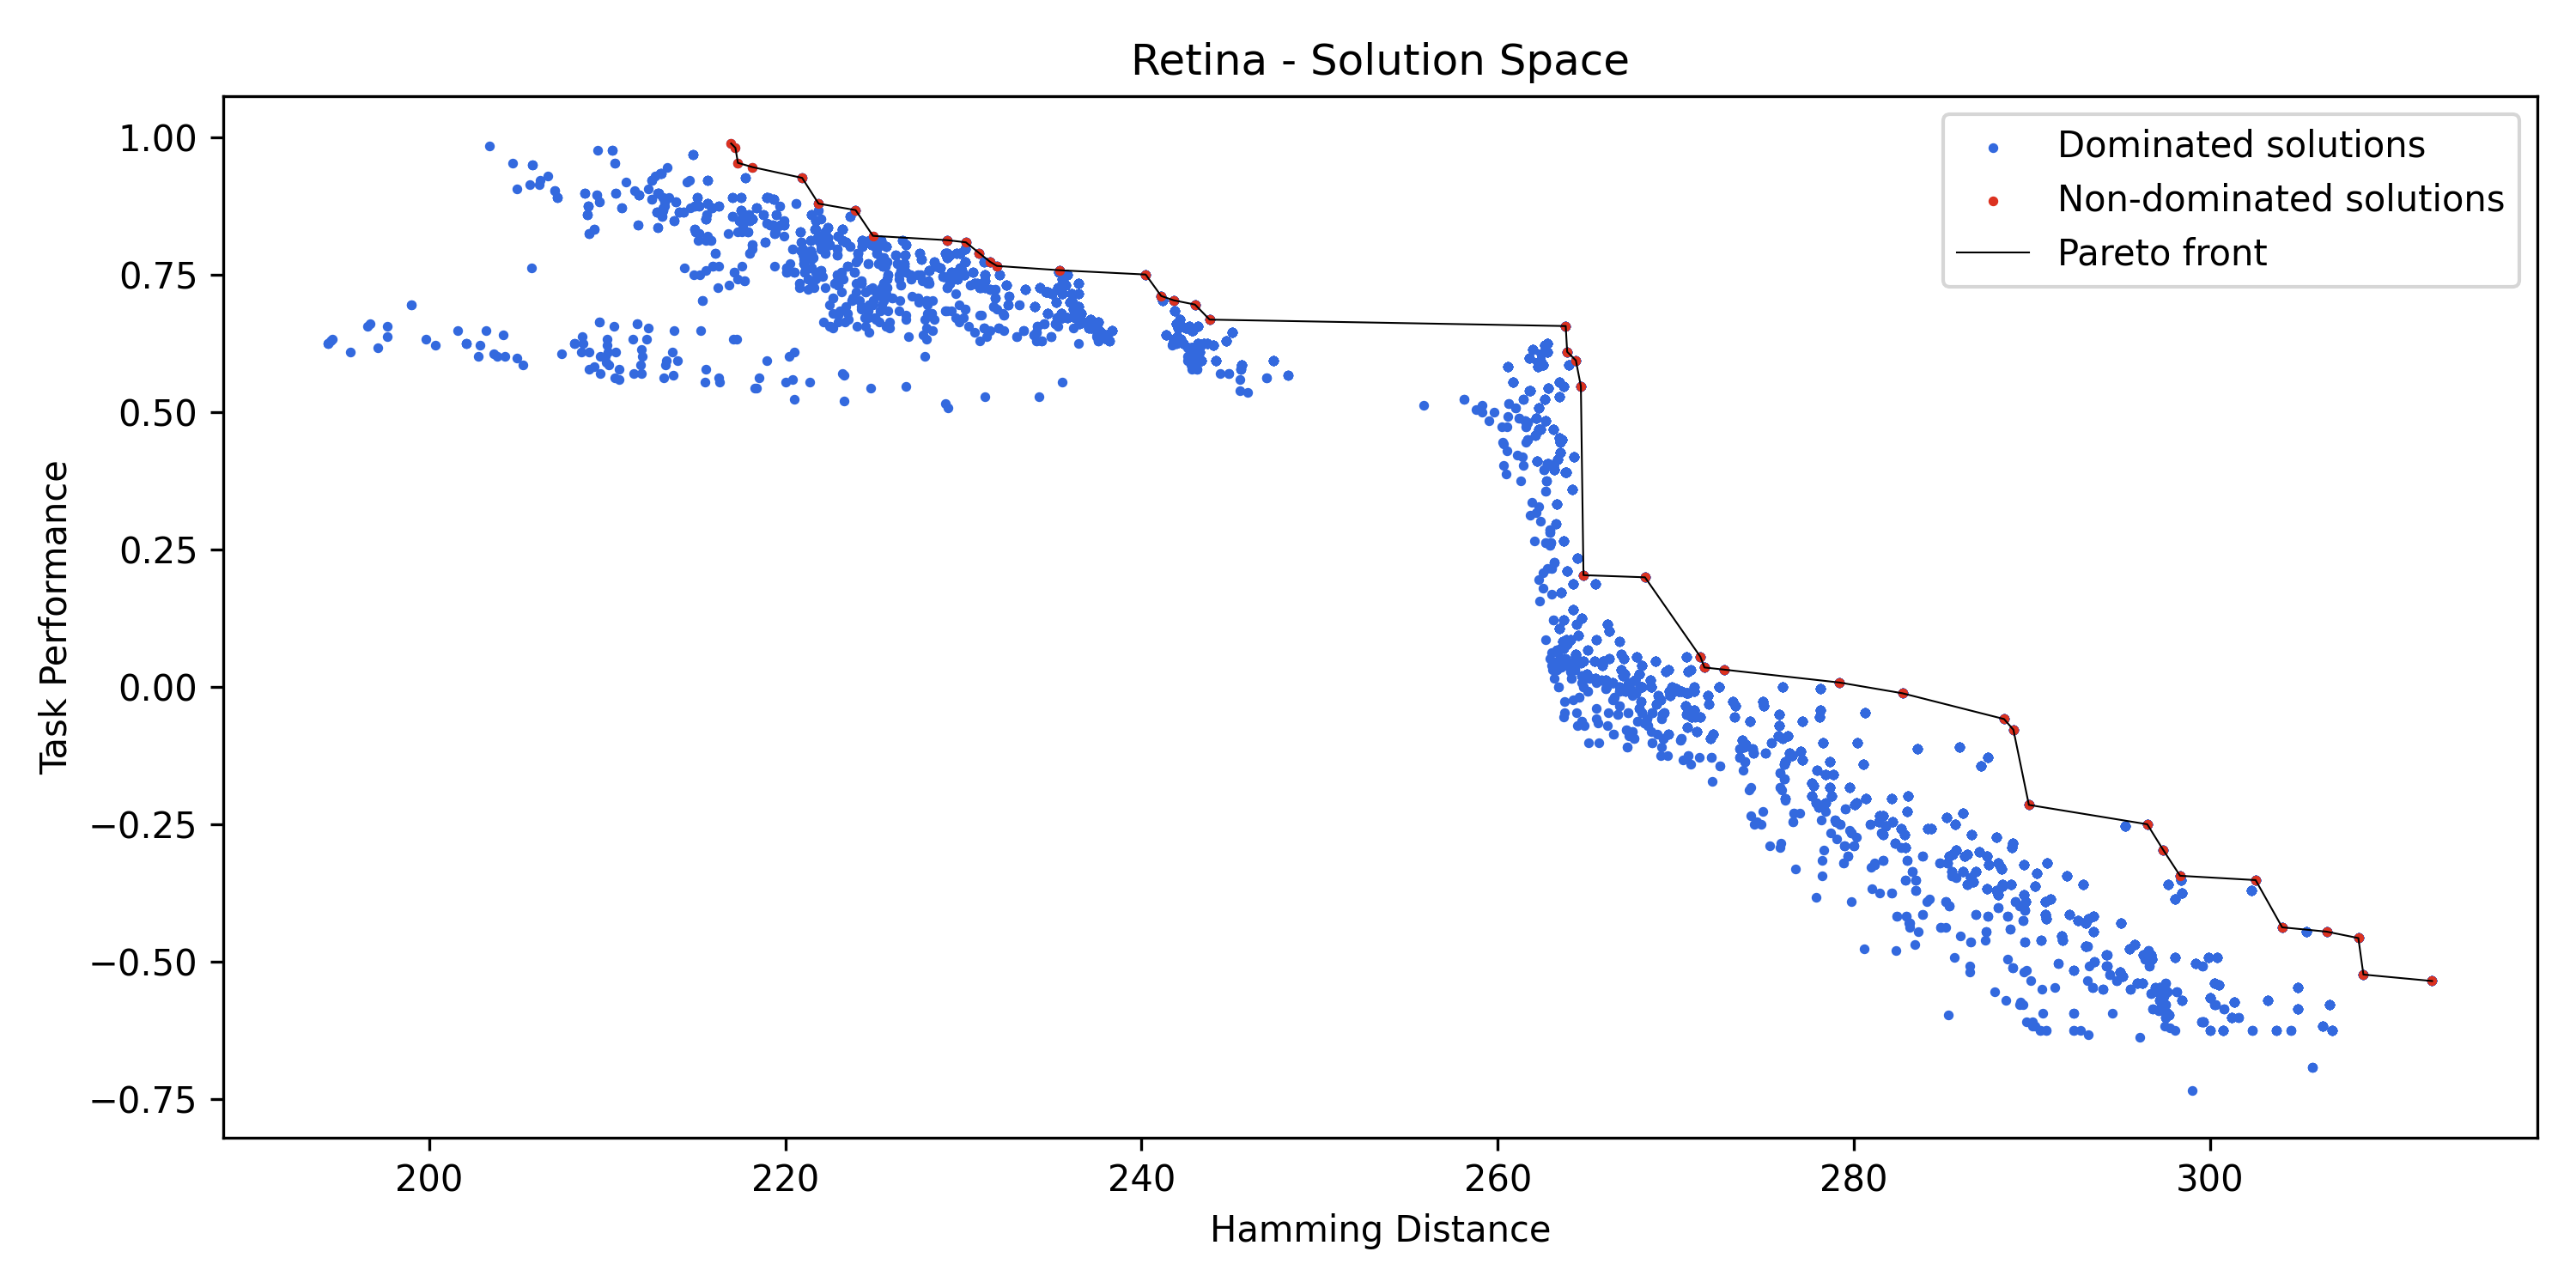 Retina - Solution Space
Dominated solutions
Non-dominated solutions
Pareto front
1.00
0.75
0.50
0.25
0.00
−0.25
−0.50
−0.75
Task Performance
200 220 240 260 280 300
Hamming Distance